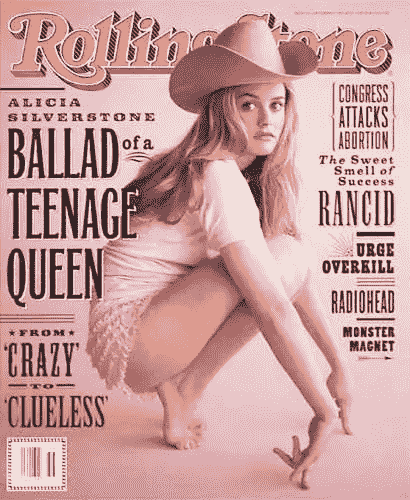 Rolling Stone
ALICIA
SILVERSTONE
BALLAD of a
TEENAGE
QUEEN
FROM
'CRAZY'
TO
'CLUELESS'
CONGRESS
ATTACKS
ABORTION
The Sweet
Smell of
Success
RANCID
URGE
OVERKILL
RADIOHEAD
MONSTER
MAGNET